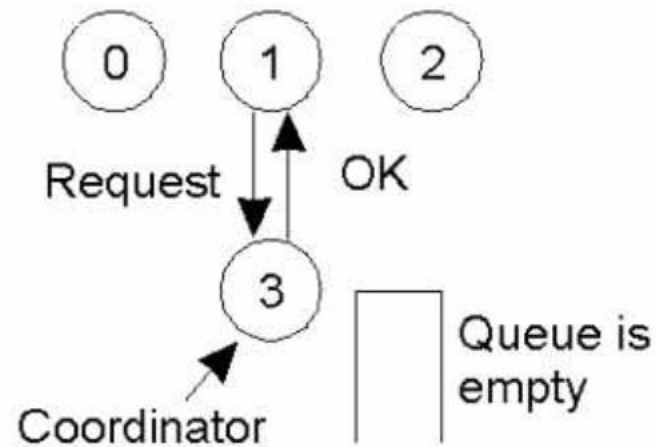 0 1 2
Request OK
3
Queue is
empty
Coordinator